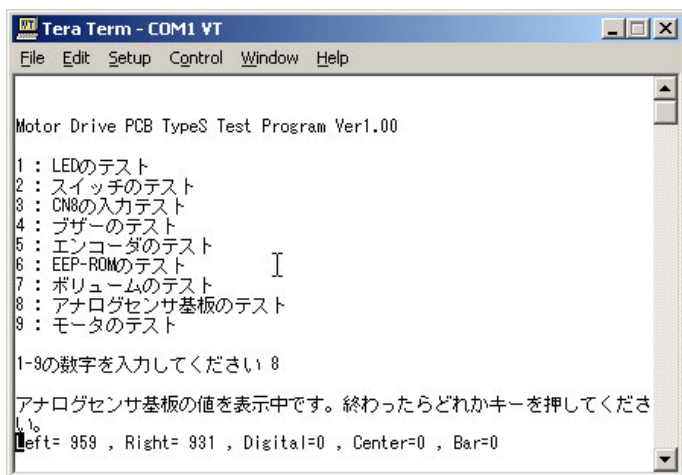 Tera Term - COM1 VT
File Edit Setup Control Window Help
Motor Drive PCB TypeS Test Program Ver1.00
1 : LEDのテスト
2 : スイッチのテスト
3 : CN8の入力テスト
4 : ブザーのテスト
5 : エンコーダのテスト
6 : EEP-ROMのテスト
7 : ボリュームのテスト
8 : アナログセンサ基板のテスト
9 : モータのテスト
1-9の数字を入力してください 8
アナログセンサ基板の値を表示中です。終わったらどれかキーを押してくださ
い。
Left= 959 , Right= 931 , Digital=0 , Center=0 , Bar=0